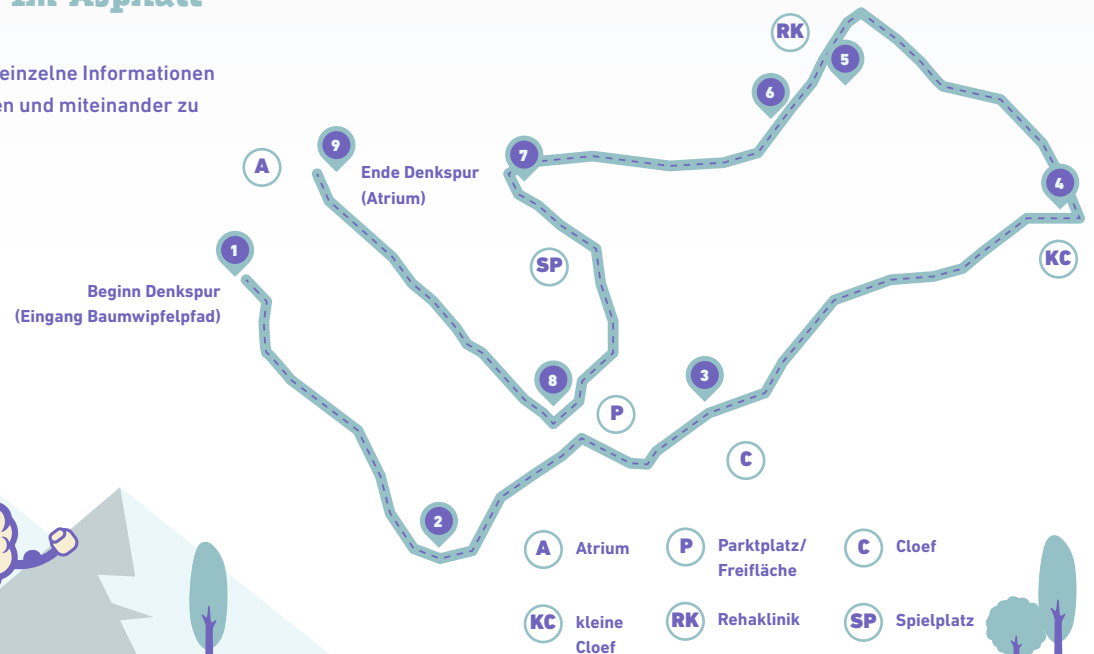 im Asphalt
einzelne Informationen
en und miteinander zu
RK
5
6
9
A
Ende Denkspur
(Atrium)
7
4
1
SP
KC
Beginn Denkspur
(Eingang Baumwipfelpfad)
8
3
P
C
2
A Atrium
P Parktplatz/
Freifläche
C Cloef
KC kleine
Cloef
RK Rehaklinik
SP Spielplatz